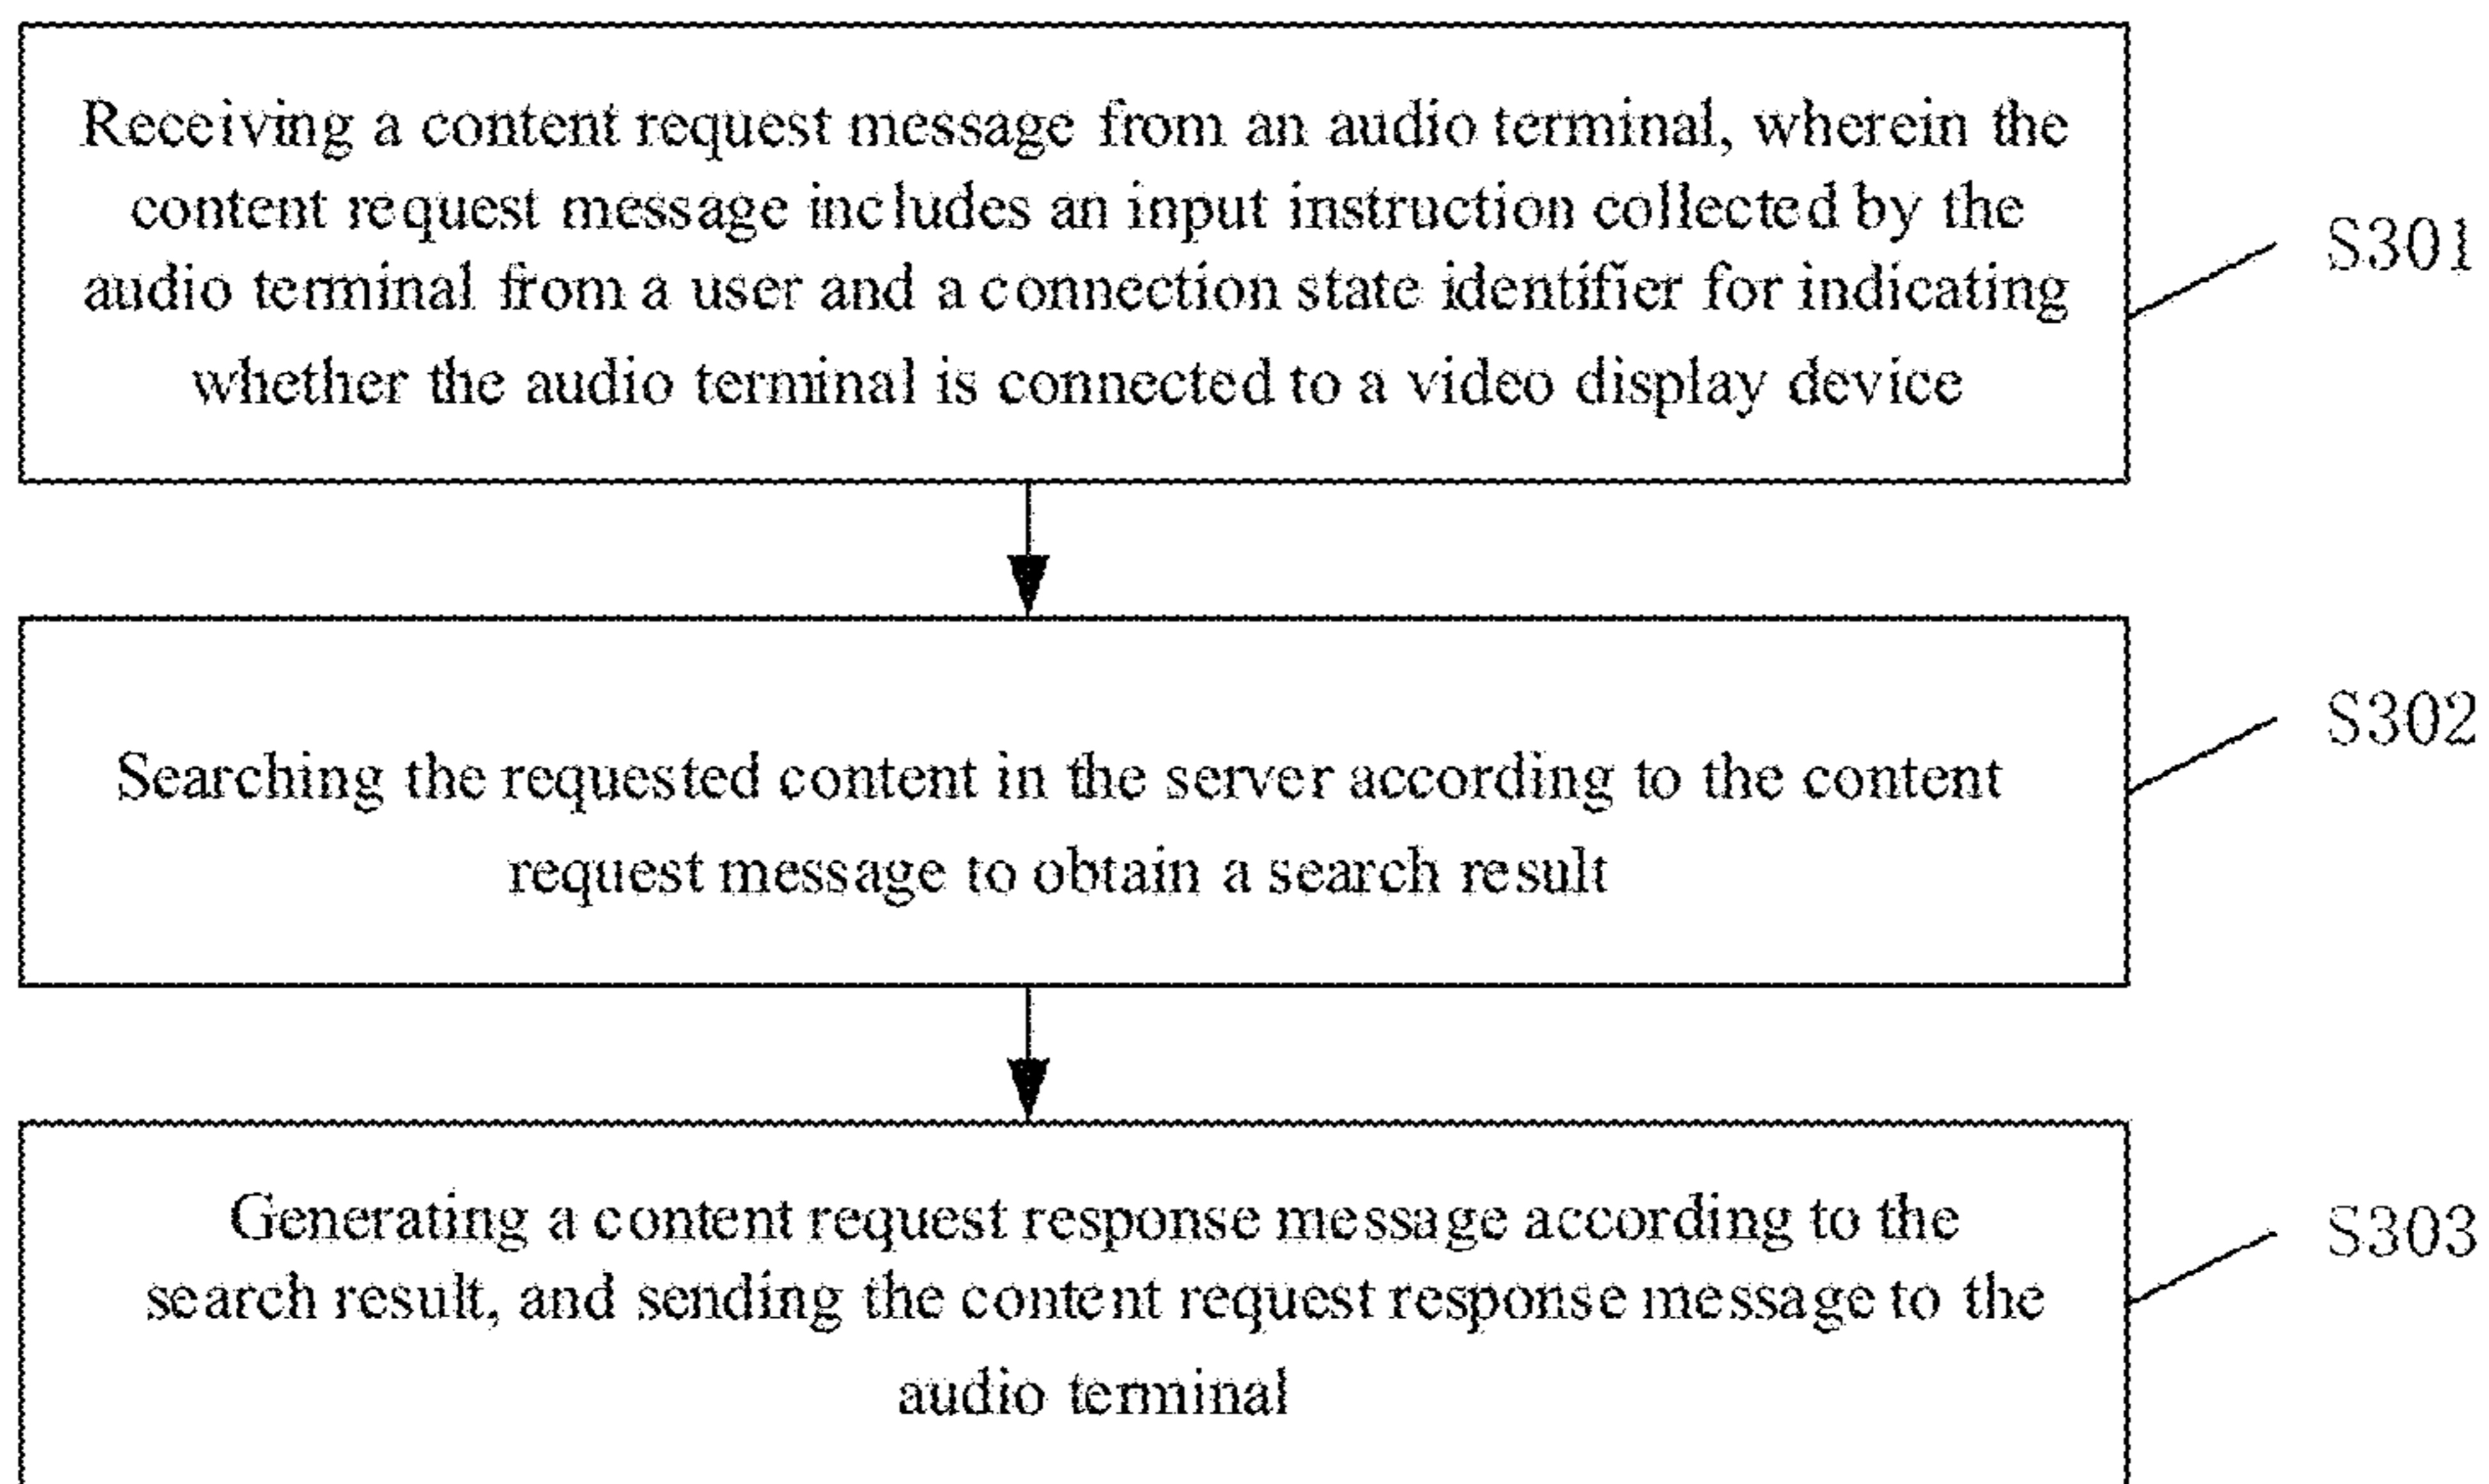 Receiving a content request message from an audio terminal, wherein the
content request message includes an input instruction collected by the
audio terminal from a user and a connection state identifier for indicating
whether the audio terminal is connected to a video display device
S301
Searching the requested content in the server according to the content
request message to obtain a search result
S302
Generating a content request response message according to the
search result, and sending the content request response message to the
audio terminal
S303